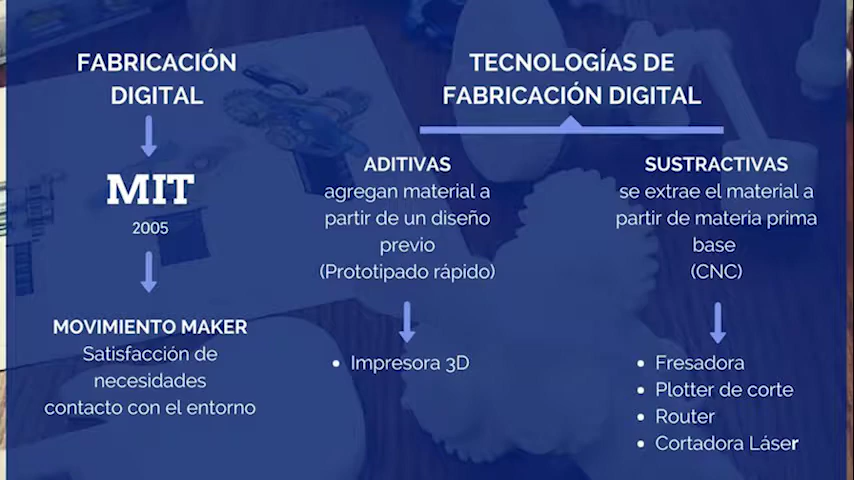 FABRICACIÓN
DIGITAL
MIT
2005
MOVIMIENTO MAKER
Satisfacción de
necesidades
contacto con el entorno
TECNOLOGÍAS DE
FABRICACIÓN DIGITAL
ADITIVAS
agregan material a
partir de un diseño
previo
(Prototipado rápido)
• Impresora 3D
SUSTRACTIVAS
se extrae el material a
partir de materia prima
base
(CNC)
• Fresadora
• Plotter de corte
• Router
• Cortadora Láser